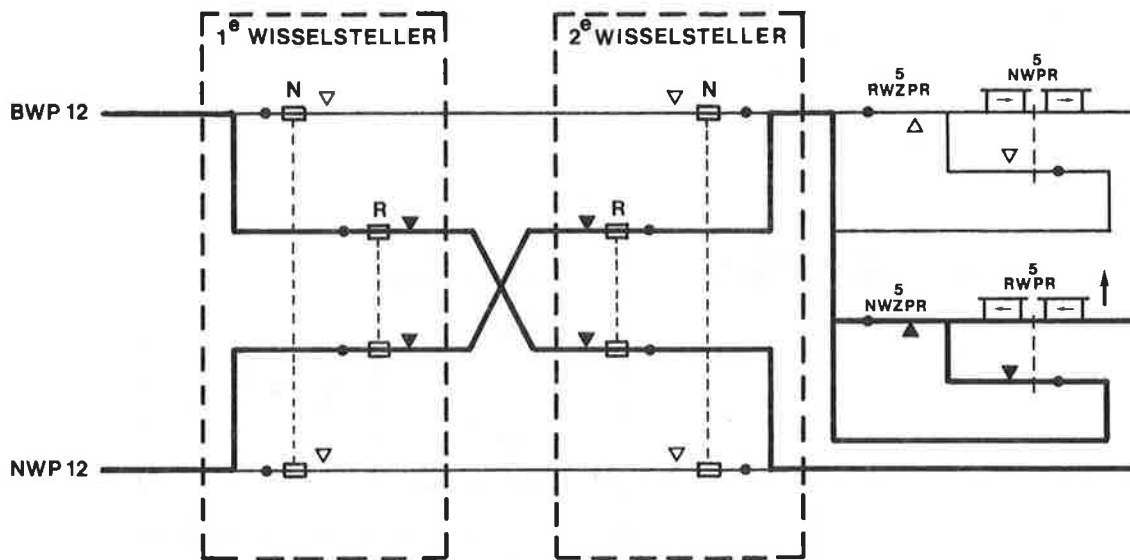 1e WISSELSTELLER
2e WISSELSTELLER
N
N
5
RWZPR
5
NWPR
BWP 12
R
R
5
NWZPR
5
RWPR
NWP 12